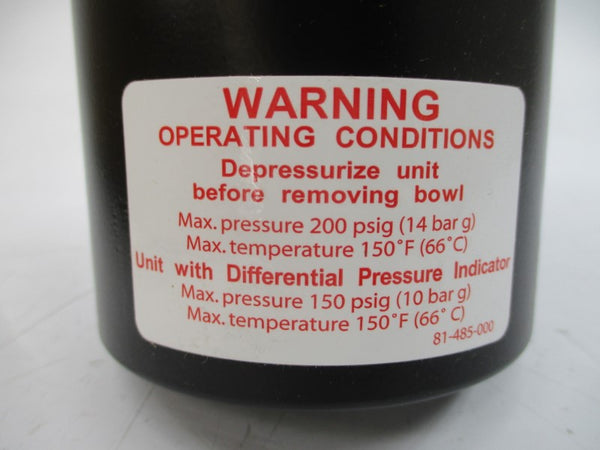 WARNING
OPERATING CONDITIONS
Depressurize unit
before removing bowl
Max. pressure 200 psig (14 bar g)
Max. temperature 150°F (66°C)
Unit with Differential Pressure Indicator
Max. pressure 150 psig (10 bar g)
Max. temperature 150°F (66°C)
81-485-000